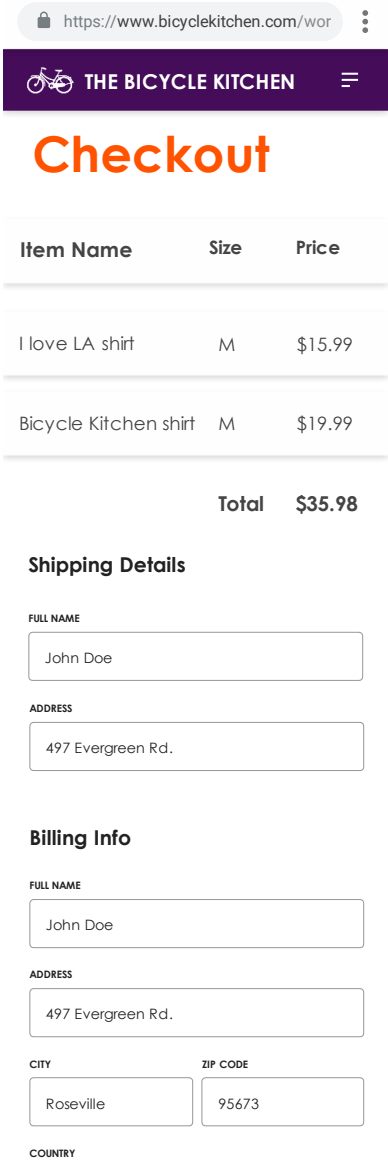 https://www.bicyclekitchen.com/wor
THE BICYCLE KITCHEN
Checkout
Item Name Size Price
I love LA shirt M $15.99
Bicycle Kitchen shirt M $19.99
Total $35.98
Shipping Details
FULL NAME
John Doe
ADDRESS
497 Evergreen Rd.
Billing Info
FULL NAME
John Doe
ADDRESS
497 Evergreen Rd.
CITY ZIP CODE
Roseville 95673
COUNTRY